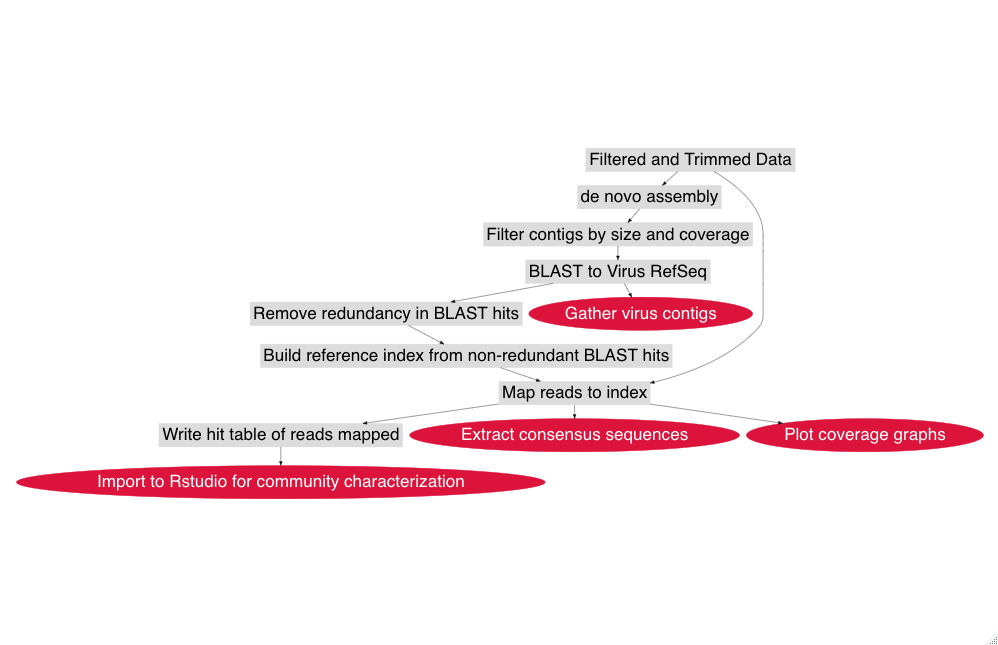 Filtered and Trimmed Data
de novo assembly
Filter contigs by size and coverage
BLAST to Virus RefSeq
Remove redundancy in BLAST hits
Gather virus contigs
Build reference index from non-redundant BLAST hits
Map reads to index
Write hit table of reads mapped
Extract consensus sequences
Plot coverage graphs
Import to Rstudio for community characterization